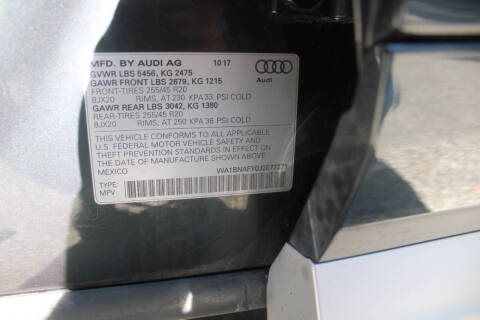 MFD. BY AUDI AG 10 17
GVWR LBS 5456, KG 2475
GAWR FRONT LBS 2679, KG 1215
FRONT-TIRES 255/45 R20
8JX20 RIMS, AT 230 KPA 33 PSI COLD
GAWR REAR LBS 3042, KG 1380
REAR-TIRES 255/45 R20
8JX20 RIMS, AT 250 KPA 36 PSI COLD
THIS VEHICLE CONFORMS TO ALL APPLICABLE
U.S. FEDERAL MOTOR VEHICLE SAFETY AND
THEFT PREVENTION STANDARDS IN EFFECT ON
THE DATE OF MANUFACTURE SHOWN ABOVE
MEXICO
TYPE:
MPV
Audi